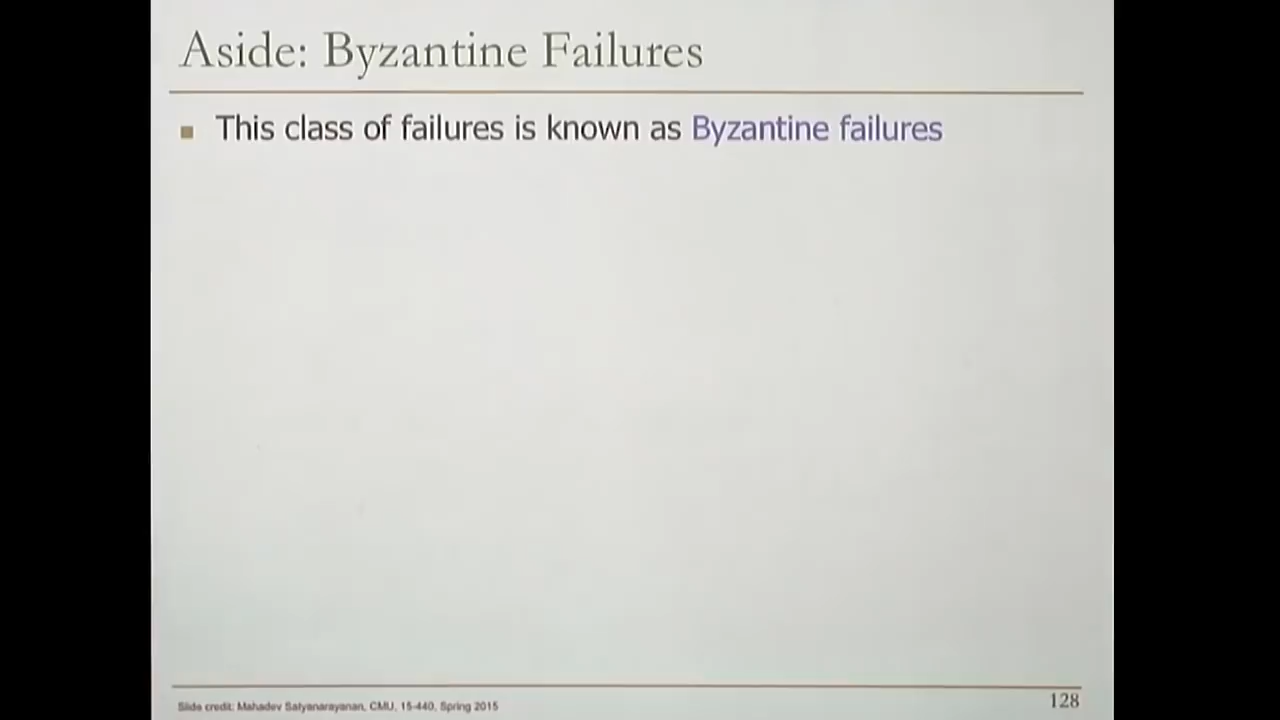 Aside: Byzantine Failures
This class of failures is known as Byzantine failures
Slide credit: Mahadev Satyanarayanan, CMU, 15-440, Spring 2015
128